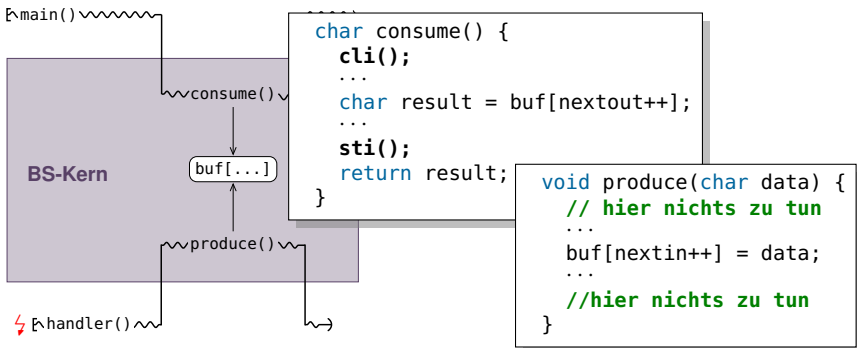 main()
consume()
BS-Kern
buf[...]
produce()
handler()
char consume() {
cli();
...
char result = buf[nextout++];
...
sti();
return result;
}
void produce(char data) {
// hier nichts zu tun
...
buf[nextin++] = data;
...
//hier nichts zu tun
}